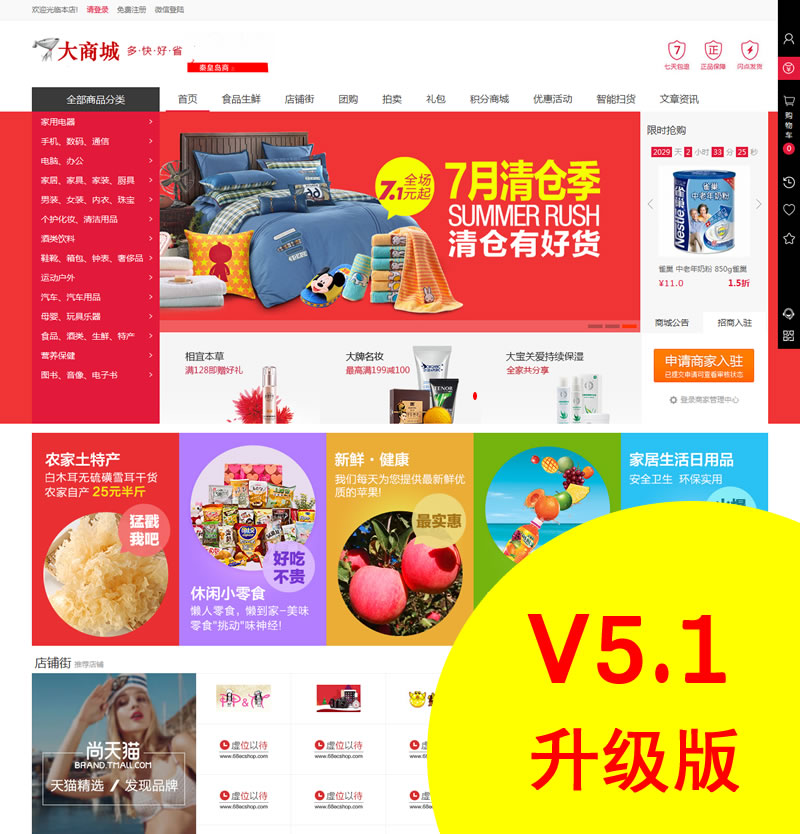 欢迎光临本店! 请登录 免费注册 微信登陆
大商城 多·快·好·省
秦皇岛商
7
七天包退
正
正品保障
闪点发货
全部商品分类 首页 食品生鲜 店铺街 团购 拍卖 礼包 积分商城 优惠活动 智能扫货 文章资讯
家用电器
手机、数码、通信
电脑、办公
家居、家具、家装、厨具
男装、女装、内衣、珠宝
个护化妆、清洁用品
酒类饮料
鞋靴、箱包、钟表、奢侈品
运动户外
汽车、汽车用品
母婴、玩具乐器
食品、酒类、生鲜、特产
营养保健
图书、音像、电子书
7.1 全场
元起
7月清仓季
SUMMER RUSH
清仓有好货
限时抢购
2029 天 2 小时 33 分 25 秒
Nestle
雀巢
中老年奶粉
雀巢 中老年奶粉 850g雀巢
¥11.0 1.5折
商城公告 招商入驻
申请商家入驻
已提交申请可查看审核状态
登录商家管理中心
购物车
0
相宜本草
满128即赠好礼
大牌名妆
最高满199减100
TENOR
大宝关爱持续保湿
全家共分享
农家土特产
白木耳无硫磺雪耳干货
农家自产 25元半斤
猛戳
我吧
好吃
不贵
休闲小零食
懒人零食，懒到家-美味
零食"挑动"味神经!
新鲜·健康
我们每天为您提供最新鲜优
质的苹果!
最实惠
家居生活日用品
安全卫生 环保实用
店铺街 推荐店铺
尚天猫
BRAND.TMALL.COM
天猫精选 / 发现品牌
虚位以待
www.68ecshop.com
虚位以待
www.68ecshop.com
虚位以待
www.68ecshop.com
虚位以待
www.68ecshop.com
V5.1
升级版